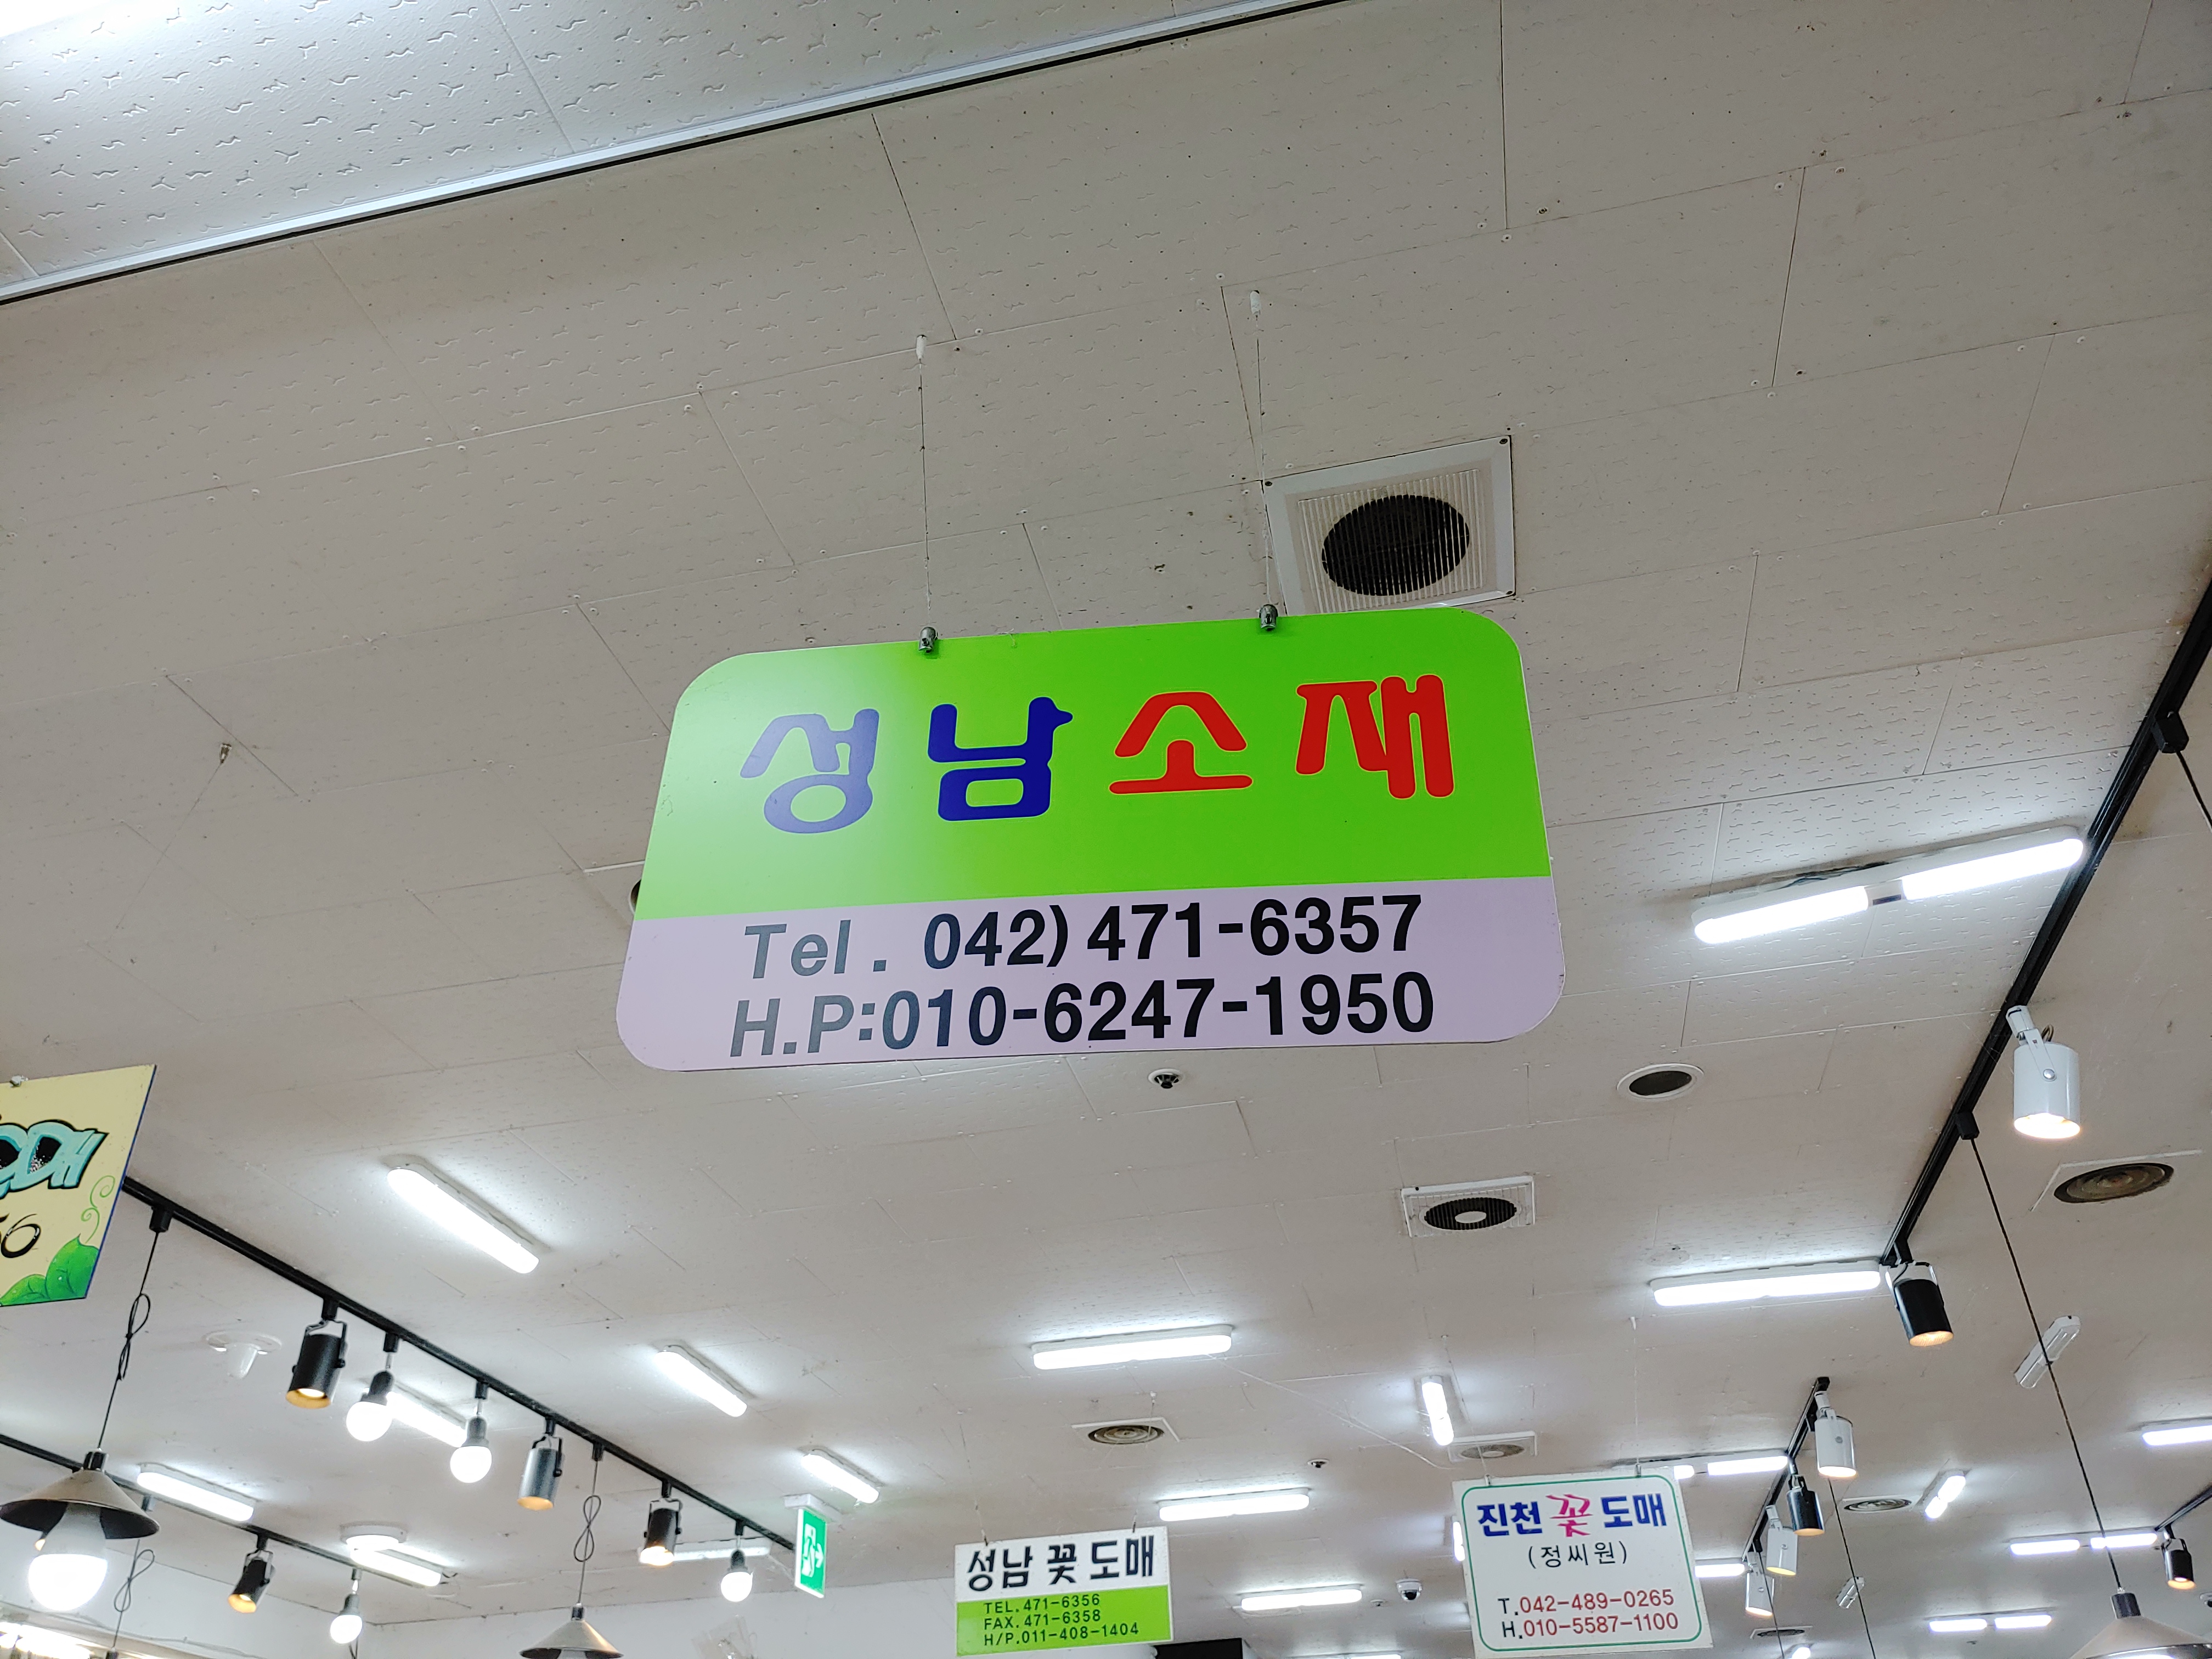 성남소재
Tel. 042) 471-6357
H.P:010-6247-1950
성남 꽃 도매
TEL.471-6356
FAX.471-6358
H/P.011-408-1404
진천 꽃 도매
(정씨원)
T.042-489-0265
H.010-5587-1100